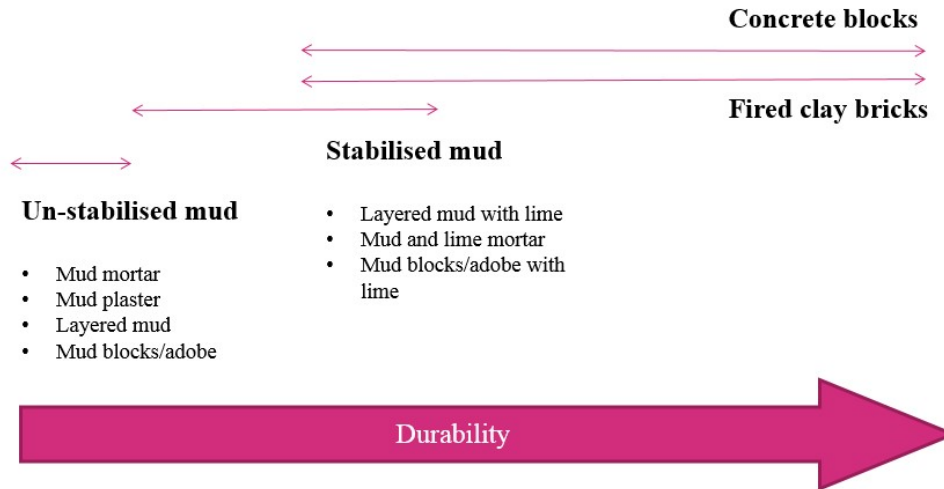 Concrete blocks
Fired clay bricks
Stabilised mud
• Layered mud with lime
• Mud and lime mortar
• Mud blocks/adobe with
lime
Un-stabilised mud
• Mud mortar
• Mud plaster
• Layered mud
• Mud blocks/adobe
Durability